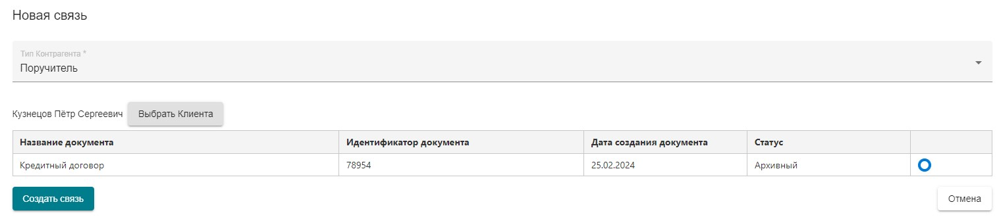 Новая связь
Тип Контрагента *
Поручитель
Кузнецов Пётр Сергеевич Выбрать Клиента
Название документа Идентификатор документа Дата создания документа Статус
Кредитный договор 78954 25.02.2024 Архивный
Создать связь Отмена